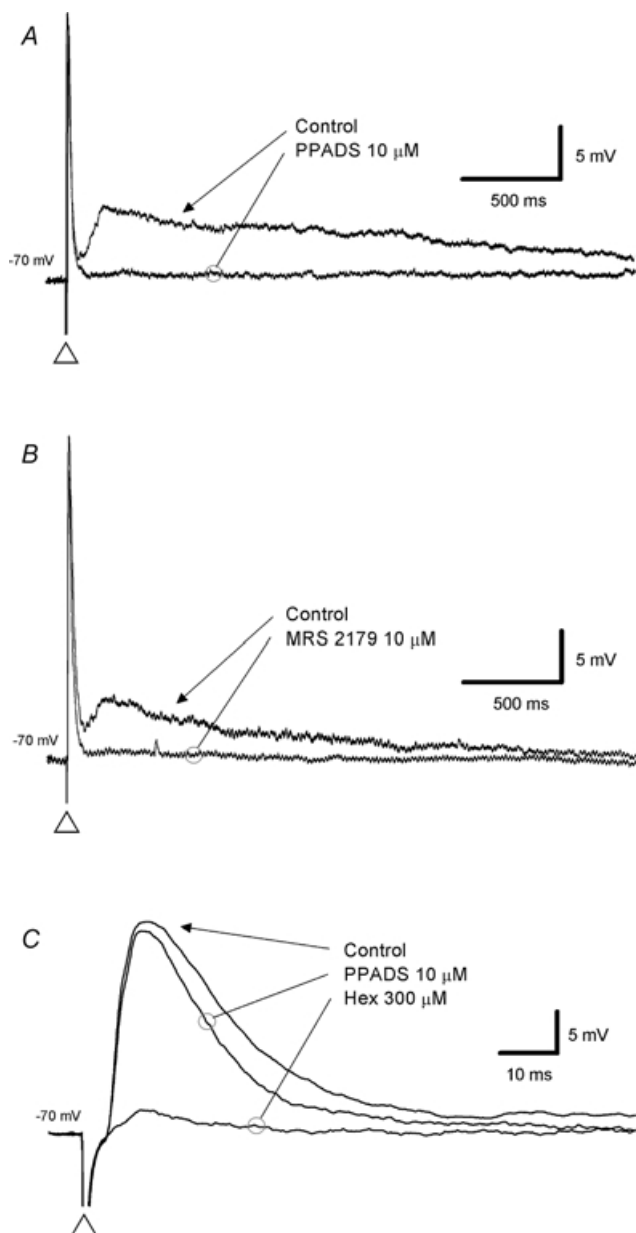 A
Control
PPADS 10 μM
5 mV
500 ms
-70 mV
B
Control
MRS 2179 10 μM
5 mV
500 ms
-70 mV
C
Control
PPADS 10 μM
Hex 300 μM
5 mV
10 ms
-70 mV